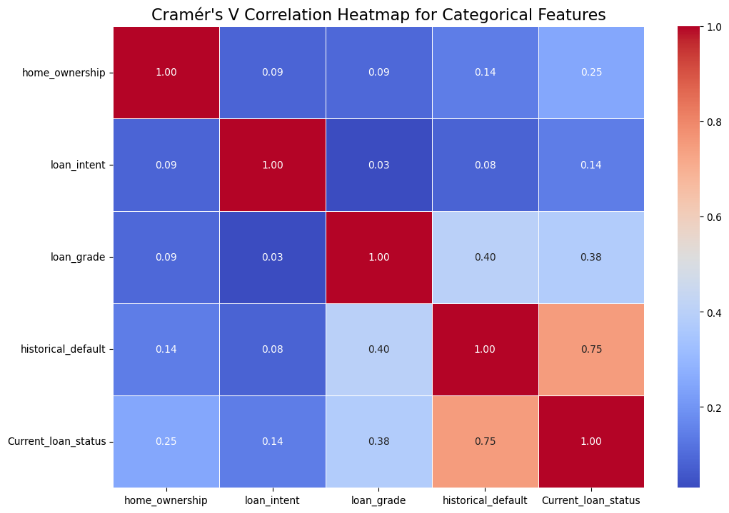 Cramér's V Correlation Heatmap for Categorical Features
home_ownership 1.00 0.09 0.09 0.14 0.25
loan_intent 0.09 1.00 0.03 0.08 0.14
loan_grade 0.09 0.03 1.00 0.40 0.38
historical_default 0.14 0.08 0.40 1.00 0.75
Current_loan_status 0.25 0.14 0.38 0.75 1.00
home_ownership loan_intent loan_grade historical_default Current_loan_status
1.0
0.8
0.6
0.4
0.2